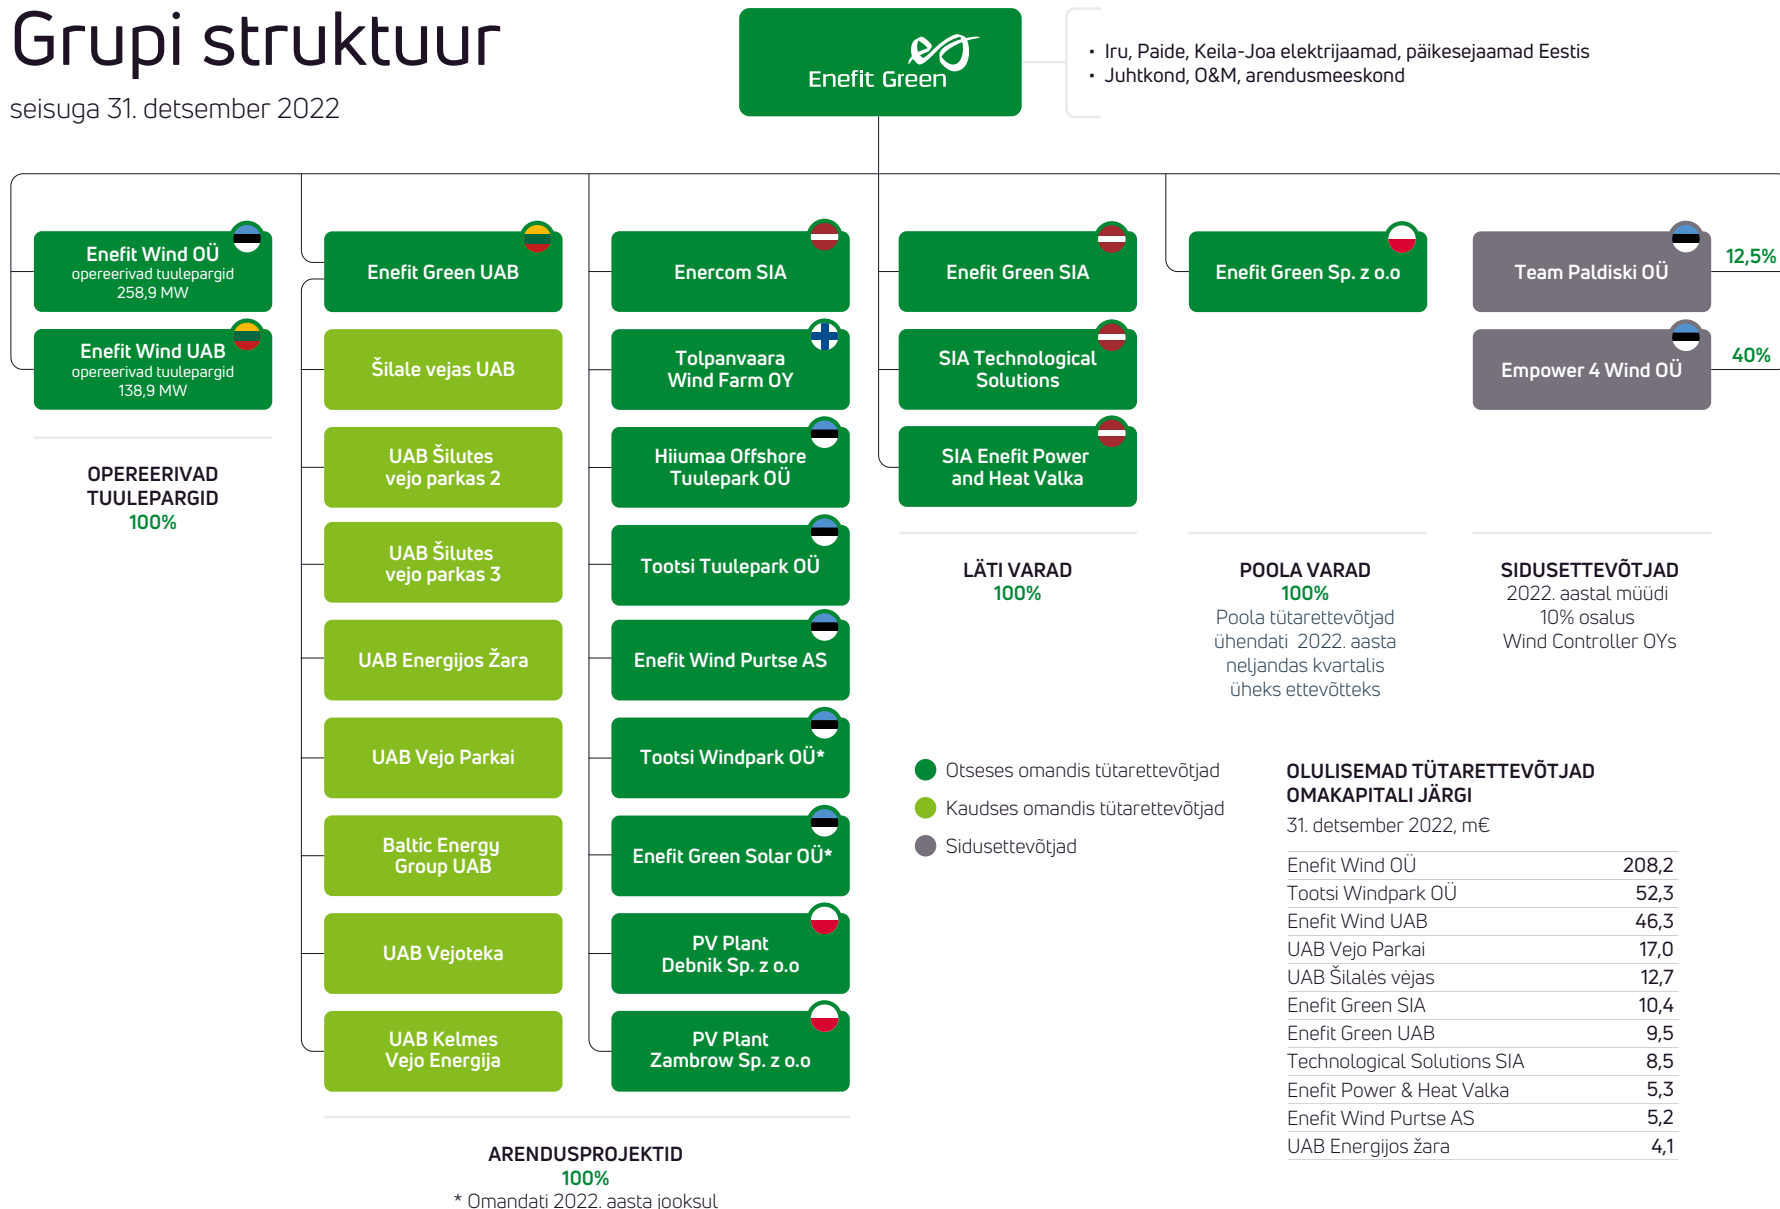 Grupi struktuur
seisuga 31. detsember 2022
Enefit Green
• Iru, Paide, Keila-Joa elektrijaamad, päikesejaamad Eestis
• Juhtkond, O&M, arendusmeeskond
Enefit Wind OÜ
opereerivad tuulepargid
258,9 MW
Enefit Wind UAB
opereerivad tuulepargid
138,9 MW
OPEREERIVAD
TUULEPARGID
100%
Enefit Green UAB
Šilale vejas UAB
UAB Šilutes
vejo parkas 2
UAB Šilutes
vejo parkas 3
UAB Energijos Žara
UAB Vejo Parkai
Baltic Energy
Group UAB
UAB Vejoteka
UAB Kelmes
Vejo Energija
Enercom SIA
Tolpanvaara
Wind Farm OY
Hiiumaa Offshore
Tuulepark OÜ
Tootsi Tuulepark OÜ
Enefit Wind Purtse AS
Tootsi Windpark OÜ*
Enefit Green Solar OÜ*
PV Plant
Debnik Sp. z o.o
PV Plant
Zambrow Sp. z o.o
ARENDUSPROJEKTID
100%
* Omandati 2022. aasta jooksul
Enefit Green SIA
SIA Technological
Solutions
SIA Enefit Power
and Heat Valka
LÄTI VARAD
100%
Enefit Green Sp. z o.o
POOLA VARAD
100%
Poola tütarettevõtjad
ühendati 2022. aasta
neljandas kvartalis
üheks ettevõtteks
Team Paldiski OÜ
12,5%
Empower 4 Wind OÜ
40%
SIDUSETTEVÕTJAD
2022. aastal müüdi
10% osalus
Wind Controller OYs
Otseses omandis tütarettevõtjad
Kaudses omandis tütarettevõtjad
Sidusettevõtjad
OLULISEMAD TÜTARETTEVÕTJAD
OMAKAPITALI JÄRGI
31. detsember 2022, m€
Enefit Wind OÜ 208,2
Tootsi Windpark OÜ 52,3
Enefit Wind UAB 46,3
UAB Vejo Parkai 17,0
UAB Šilalės vėjas 12,7
Enefit Green SIA 10,4
Enefit Green UAB 9,5
Technological Solutions SIA 8,5
Enefit Power & Heat Valka 5,3
Enefit Wind Purtse AS 5,2
UAB Energijos žara 4,1